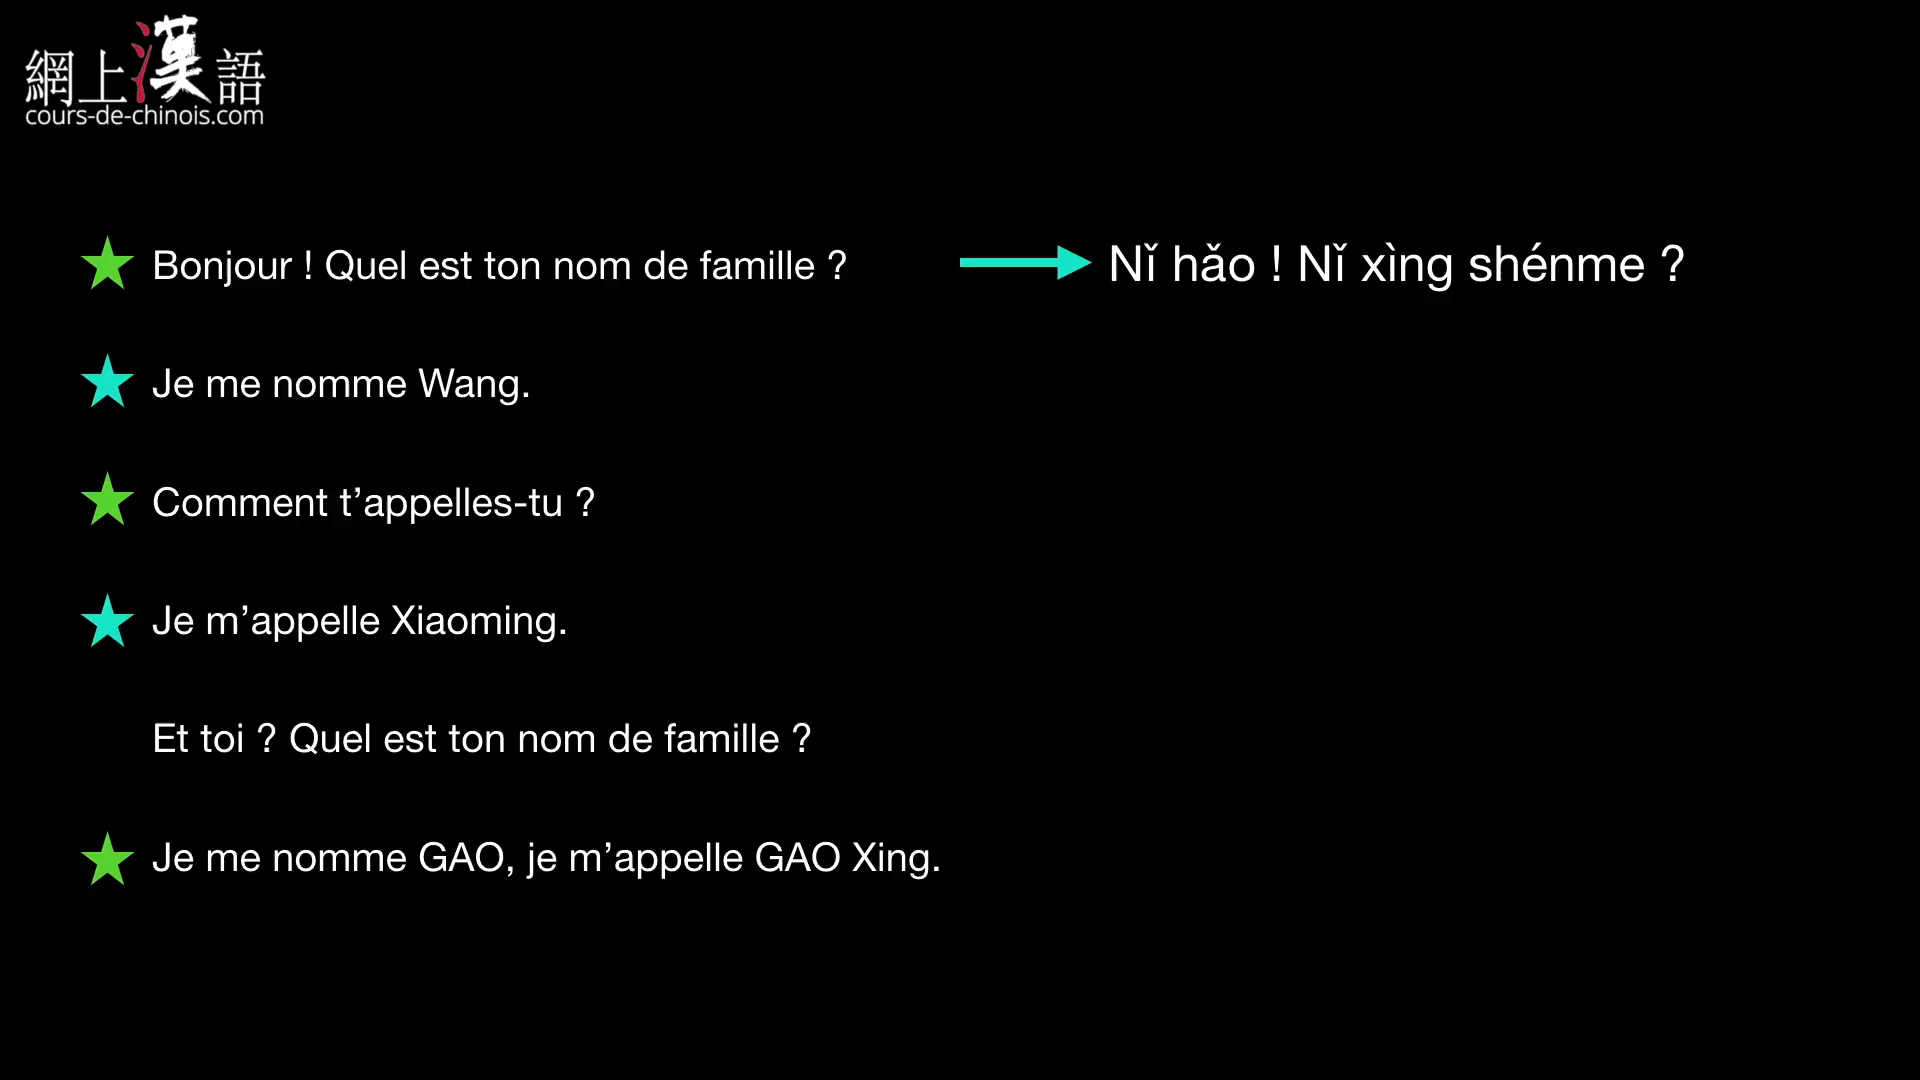 網上漢語
cours-de-chinois.com
Bonjour ! Quel est ton nom de famille ?
Nǐ hǎo ! Nǐ xìng shénme ?
Je me nomme Wang.
Comment t’appelles-tu ?
Je m’appelle Xiaoming.
Et toi ? Quel est ton nom de famille ?
Je me nomme GAO, je m’appelle GAO Xing.